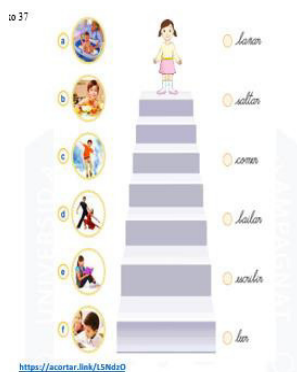 to 37
a
lavar
b
saltar
c
comer
d
bailar
e
escribir
f
leer
https://acortar.link/L5NdzO